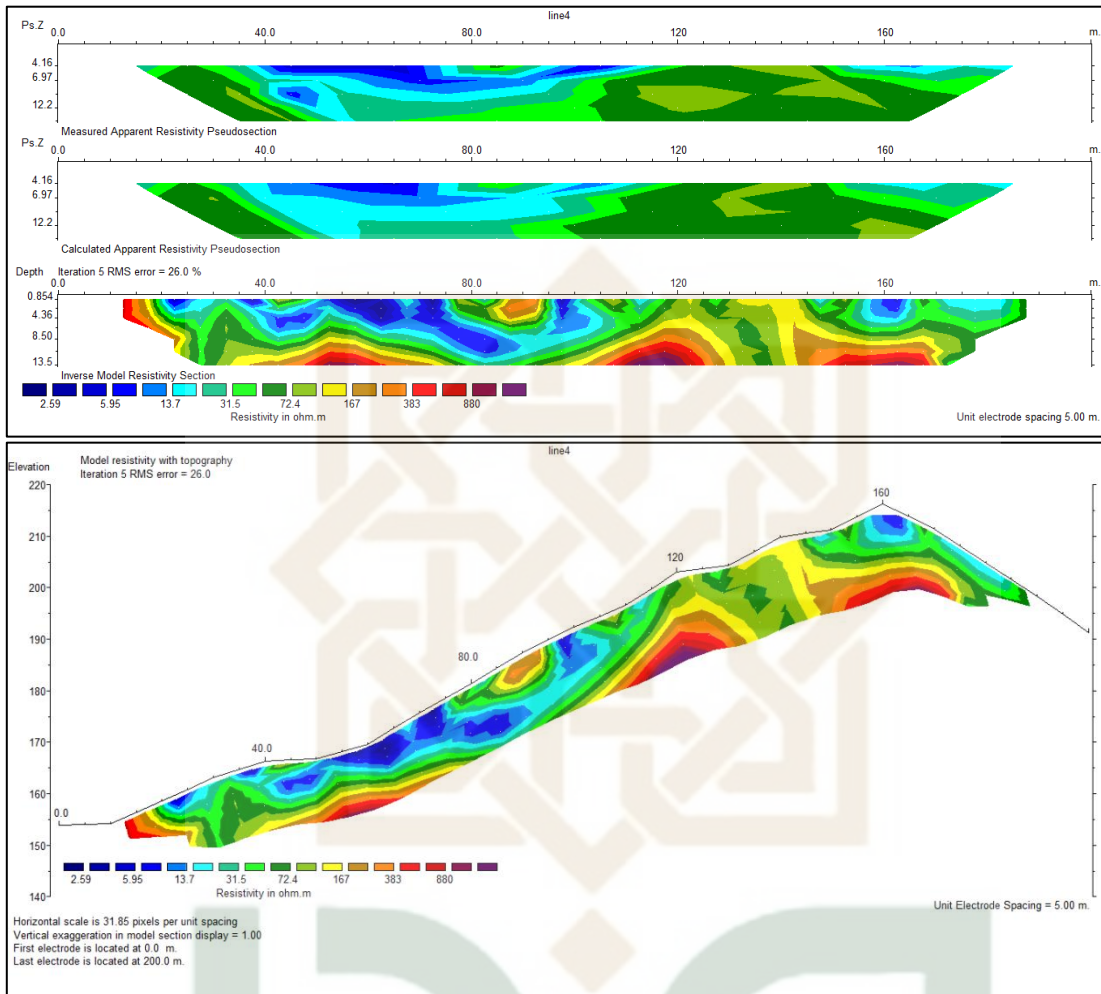 line4
Ps.Z 0.0 40.0 80.0 120 160 m.
4.16
6.97
12.2
Measured Apparent Resistivity Pseudosection
Ps.Z 0.0 40.0 80.0 120 160 m.
4.16
6.97
12.2
Calculated Apparent Resistivity Pseudosection
Depth Iteration 5 RMS error = 26.0 %
0.0 40.0 80.0 120 160 m.
0.854
4.36
8.50
13.5
Inverse Model Resistivity Section
2.59 5.95 13.7 31.5 72.4 167 383 880
Resistivity in ohm.m
Unit electrode spacing 5.00 m.
line4
Model resistivity with topography
Elevation
Iteration 5 RMS error = 26.0
220
160
210
120
200
190
80.0
180
170
40.0
160
0.0
150
2.59 5.95 13.7 31.5 72.4 167 383 880
Resistivity in ohm.m
140
Unit Electrode Spacing = 5.00 m.
Horizontal scale is 31.85 pixels per unit spacing
Vertical exaggeration in model section display = 1.00
First electrode is located at 0.0 m.
Last electrode is located at 200.0 m.